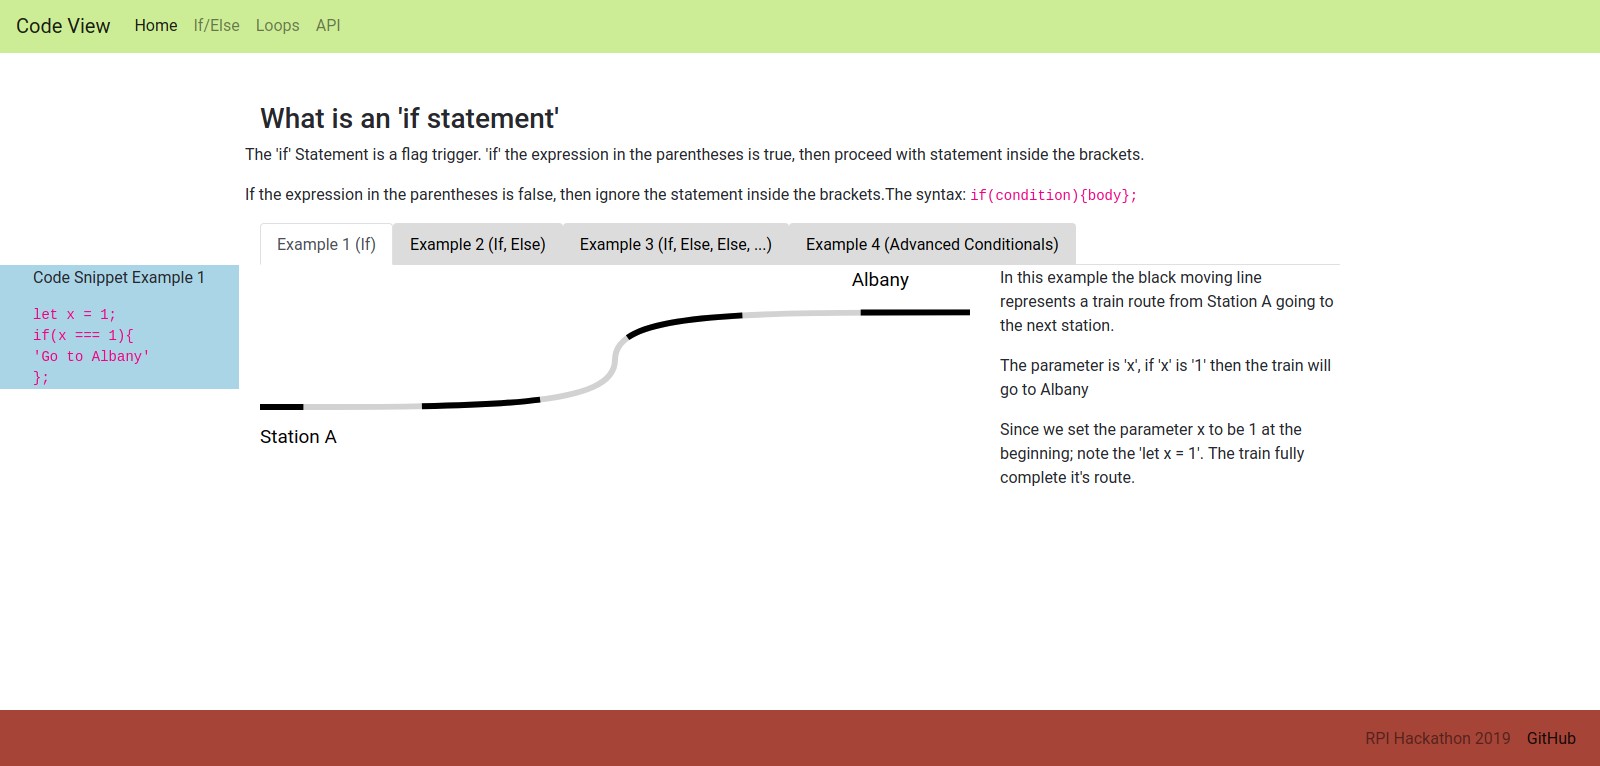 Code View Home If/Else Loops API
What is an 'if statement'
The 'if' Statement is a flag trigger. 'if' the expression in the parentheses is true, then proceed with statement inside the brackets.
If the expression in the parentheses is false, then ignore the statement inside the brackets.The syntax: if(condition){body};
Example 1 (If) Example 2 (If, Else) Example 3 (If, Else, Else, ...) Example 4 (Advanced Conditionals)
Code Snippet Example 1
let x = 1;
if(x === 1){
'Go to Albany'
};
Albany
Station A
In this example the black moving line
represents a train route from Station A going to
the next station.
The parameter is 'x', if 'x' is '1' then the train will
go to Albany
Since we set the parameter x to be 1 at the
beginning; note the 'let x = 1'. The train fully
complete it's route.
RPI Hackathon 2019 GitHub